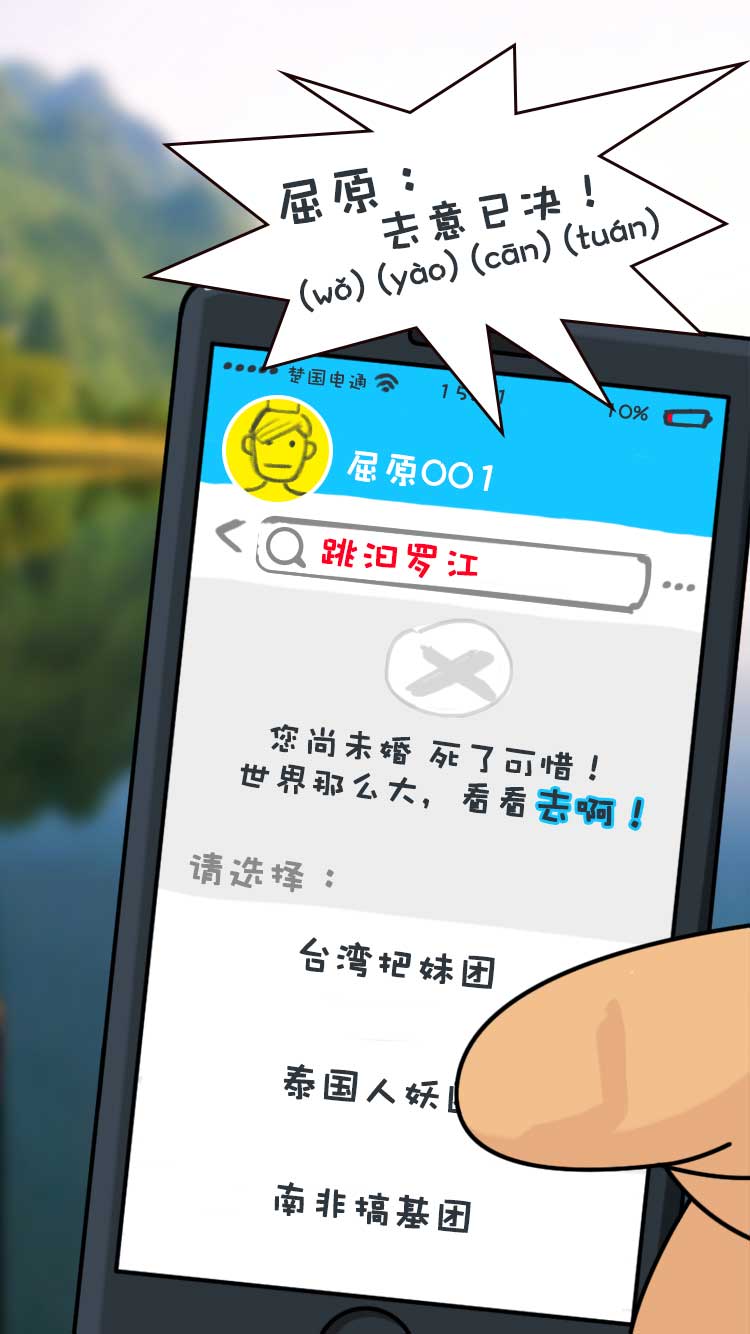 屈原：
去意已决！
(wǒ) (yào) (cān) (tuán)
楚国电通
10%
屈原001
跳汨罗江
您尚未婚 死了可惜！
世界那么大，看看去啊！
请选择：
台湾把妹团
泰国人妖
南非搞基团